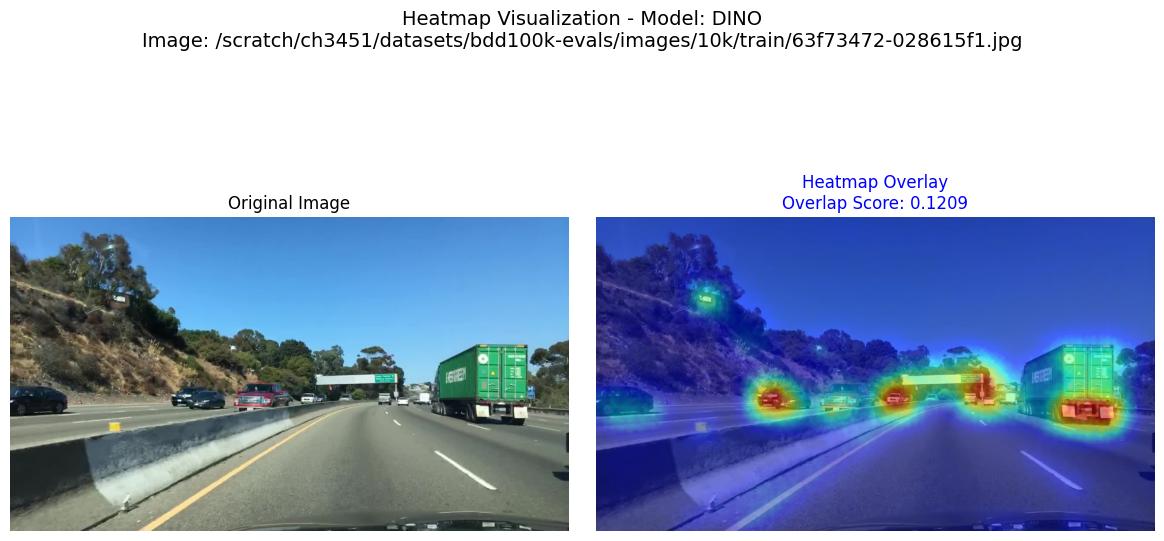 Heatmap Visualization - Model: DINO
Image: /scratch/ch3451/datasets/bdd100k-evals/images/10k/train/63f73472-028615f1.jpg
Original Image
Heatmap Overlay
Overlap Score: 0.1209
EVERGREEN